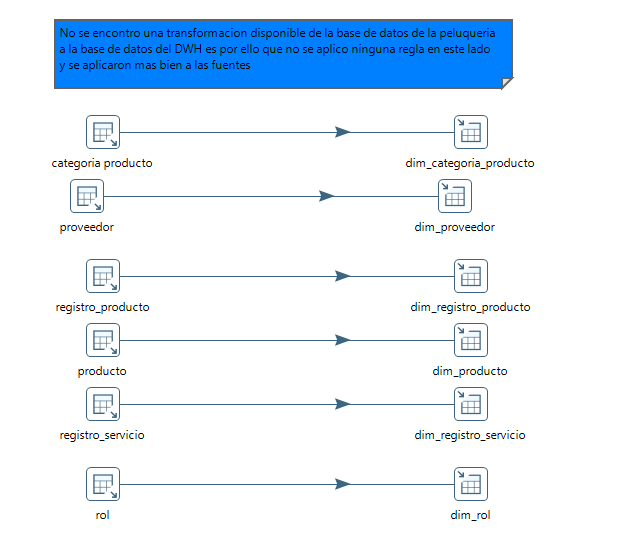 No se encontro una transformacion disponible de la base de datos de la peluqueria
a la base de datos del DWH es por ello que no se aplico ninguna regla en este lado
y se aplicaron mas bien a las fuentes
categoria producto
dim_categoria_producto
proveedor
dim_proveedor
registro_producto
dim_registro_producto
producto
dim_producto
registro_servicio
dim_registro_servicio
rol
dim_rol